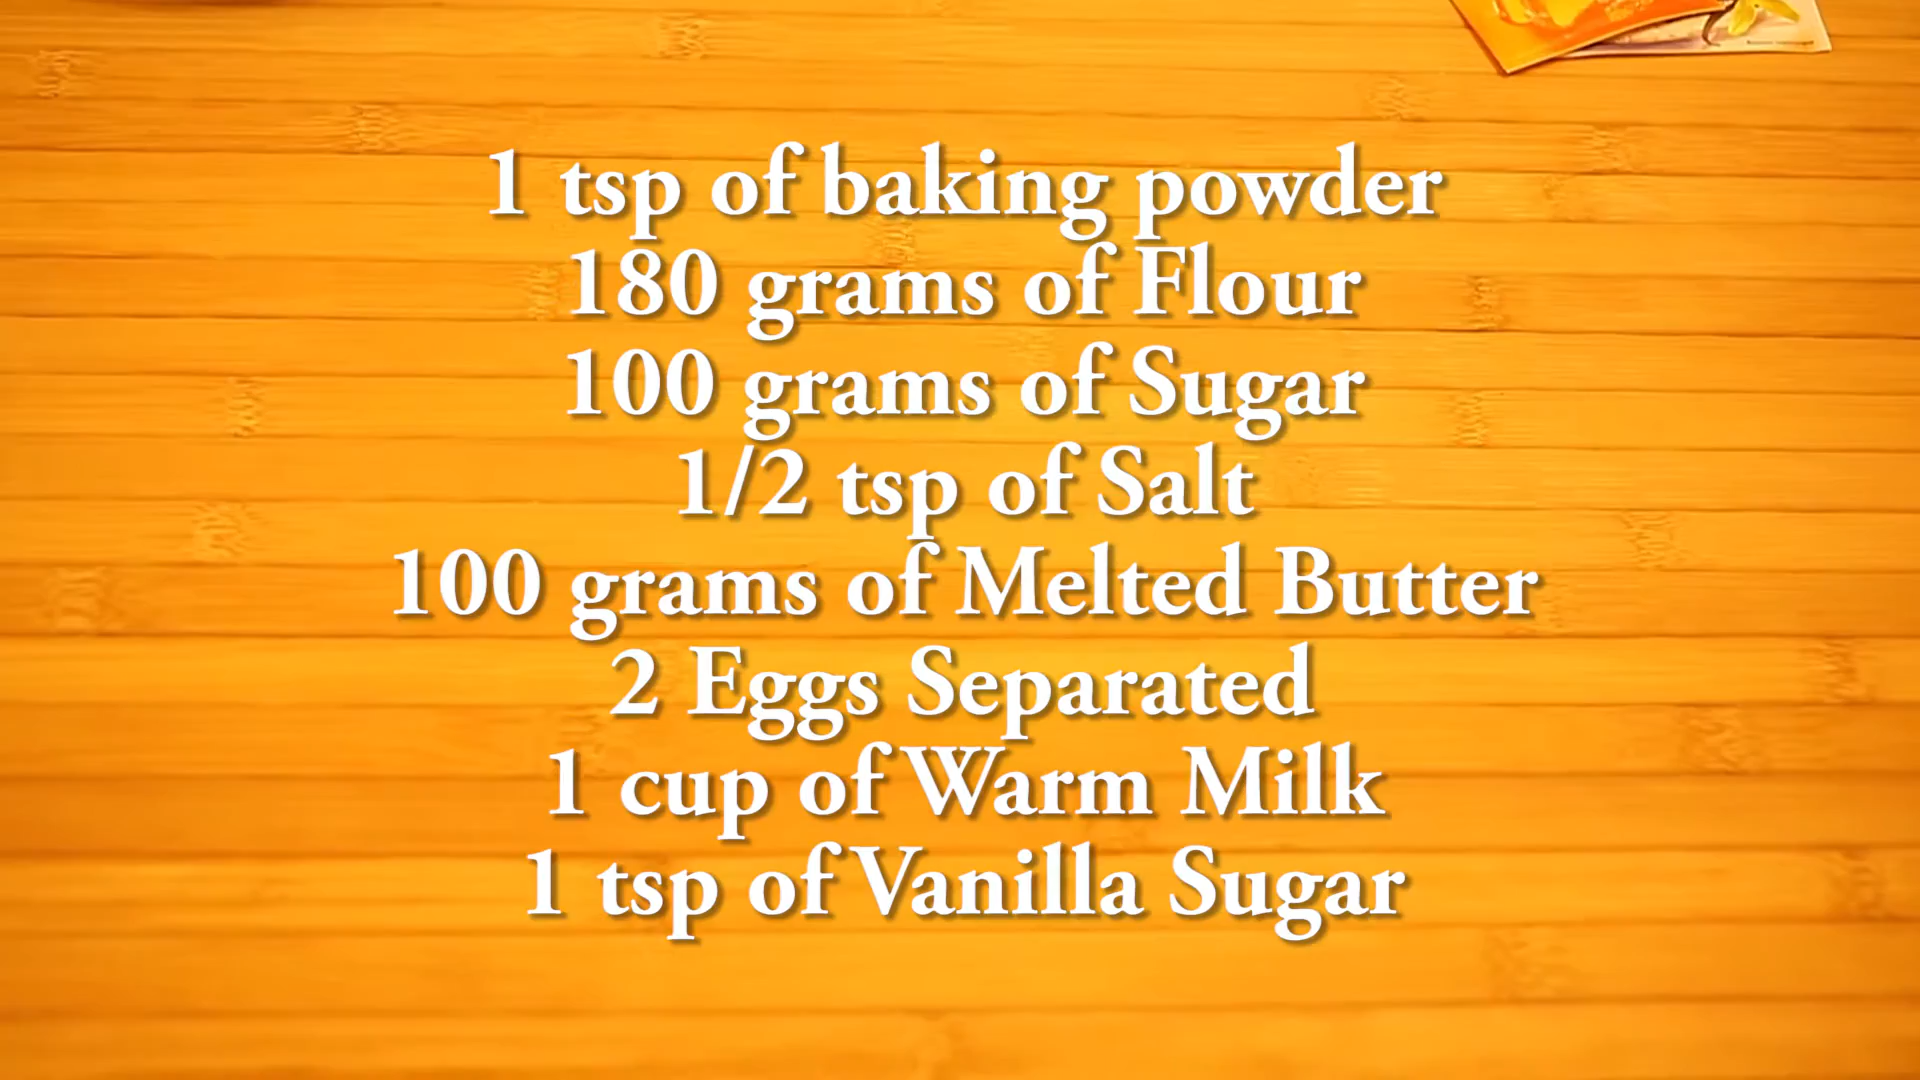 1 tsp of baking powder
180 grams of Flour
100 grams of Sugar
1/2 tsp of Salt
100 grams of Melted Butter
2 Eggs Separated
1 cup of Warm Milk
1 tsp of Vanilla Sugar